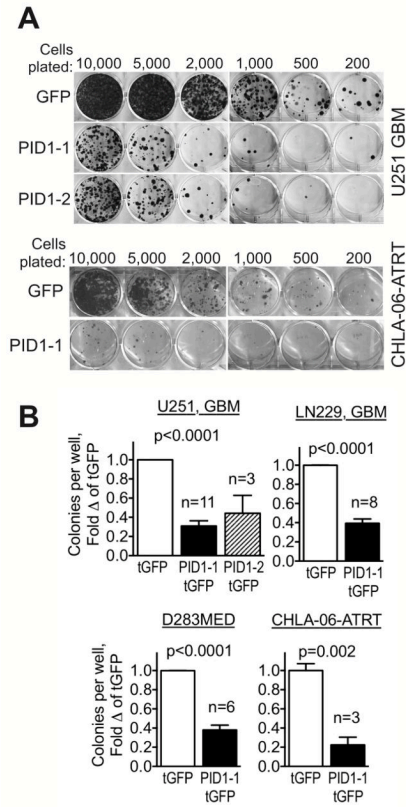 A
Cells
plated: 10,000 5,000 2,000 1,000 500 200
GFP
PID1-1
PID1-2
U251 GBM
Cells
plated:
10,000 5,000 2,000 1,000 500 200
GFP
PID1-1
CHLA-06-ATRT
B
U251, GBM
p<0.0001
Colonies per well,
Fold Δ of tGFP
1.0
0.8
0.6
0.4
0.2
0.0
n=11
n=3
tGFP PID1-1 PID1-2
tGFP tGFP
LN229, GBM
p<0.0001
1.0
0.8
0.6
0.4
0.2
0.0
n=8
tGFP PID1-1
tGFP
D283MED
p<0.0001
Colonies per well,
Fold Δ of tGFP
1.0
0.8
0.6
0.4
0.2
0.0
n=6
tGFP PID1-1
tGFP
CHLA-06-ATRT
p=0.002
1.0
0.8
0.6
0.4
0.2
0.0
n=3
tGFP PID1-1
tGFP